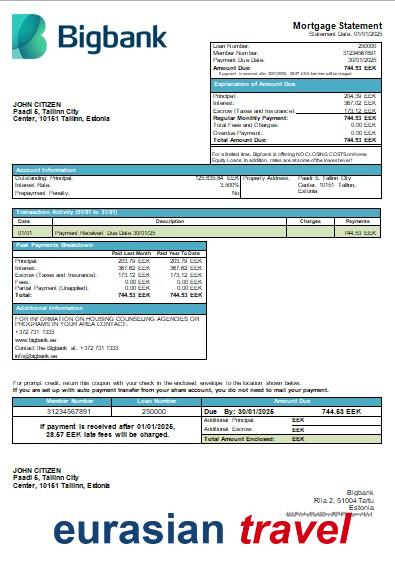 Bigbank
Mortgage Statement
Statement Date: 01/01/2025
Loan Number: 250000
Member Number: 31234567891
Payment Due Date: 30/01/2025
Amount Due: 744.53 EEK
If payment is received after 30/01/2025, 28.57 EEK late fees will be charged.
JOHN CITIZEN
Paadi 5, Tallinn City
Center, 10151 Tallinn, Estonia
Explanation of Amount Due
Principal: 204.39 EEK
Interest: 367.02 EEK
Escrow (Taxes and Insurance): 173.12 EEK
Regular Monthly Payment: 744.53 EEK
Total Fees and Charges: 0.00 EEK
Overdue Payment: 0.00 EEK
Total Amount Due: 744.53 EEK
For a limited time, Bigbank is offering NO CLOSING COSTS on Home
Equity Loans. In addition, rates are at some of the lowest ever!
Account Information
Outstanding Principal: 125,835.84 EEK Property Address: Paadi 5, Tallinn City
Interest Rate: 3.500% Center, 10151 Tallinn,
Prepayment Penalty: No Estonia
Transaction Activity (01/01 to 31/01)
Date Description Charges Payments
01/01 Payment Received Due Date 30/01/25 744.53 EEK
Past Payments Breakdown
Paid Last Month Paid Year To Date
Principal: 203.79 EEK 203.79 EEK
Interest: 367.62 EEK 367.62 EEK
Escrow (Taxes and Insurance): 173.12 EEK 173.12 EEK
Fees: 0.00 EEK 0.00 EEK
Partial Payment (Unapplied): 0.00 EEK 0.00 EEK
Total: 744.53 EEK 744.53 EEK
Additional Information
FOR INFORMATION ON HOUSING COUNSELING AGENCIES OR
PROGRAMS IN YOUR AREA CONTACT:
+372 731 1333
www.bigbank.ee
Contact the Bigbank at: +372 731 1333
info@bigbank.ee
For prompt credit, return this coupon with your check in the enclosed envelope to the location shown below.
If you are set up with auto payment transfer from your share account, you do not need to mail your payment.
Member Number Loan Number Amount Due
31234567891 250000 Due By: 30/01/2025 744.53 EEK
If payment is received after 01/01/2025,
28.57 EEK late fees will be charged.
Additional Principal: EEK
Additional Escrow: EEK
Total Amount Enclosed: EEK
JOHN CITIZEN
Paadi 5, Tallinn City
Center, 10151 Tallinn, Estonia
Bigbank
Riia 2, 51004 Tartu
Estonia
eurasian travel